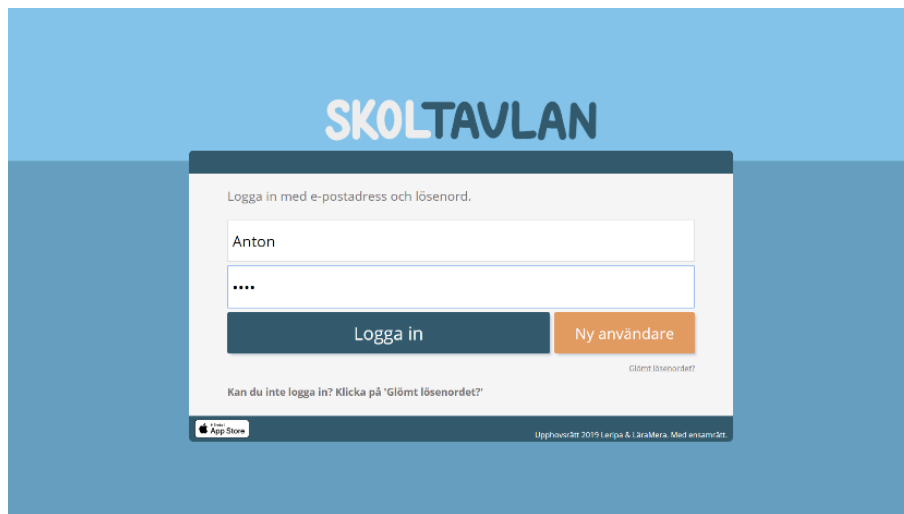 SKOLTAVLAN
Logga in med e-postadress och lösenord.
Anton
••••
Logga in
Ny användare
Glömt lösenordet?
Kan du inte logga in? Klicka på 'Glömt lösenordet?'
App Store
Upphovsrätt 2019 Leripa & LäraMera. Med ensamrätt.